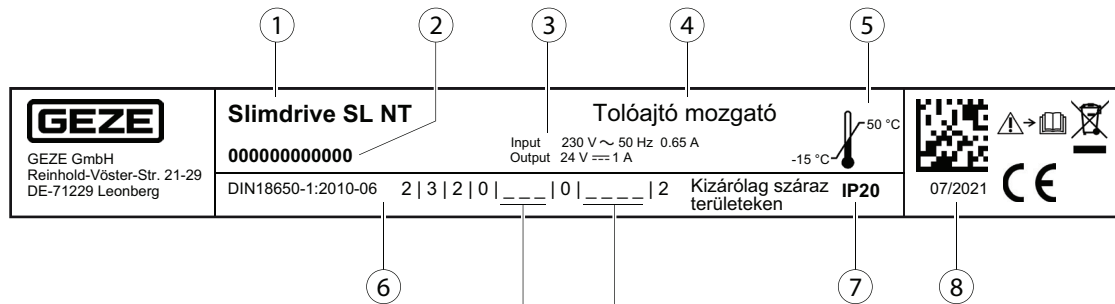 1 2 3 4 5
GEZE
GEZE GmbH
Reinhold-Vöster-Str. 21-29
DE-71229 Leonberg
Slimdrive SL NT
000000000000
Tolóajtó mozgató
Input 230 V ~ 50 Hz 0.65 A
Output 24 V ⎓ 1 A
50 °C
-15 °C
DIN18650-1:2010-06 2|3|2|0|_ _ _|0|_ _ _ _|2
Kizárólag száraz
területeken
IP20
07/2021
CE
6 7 8